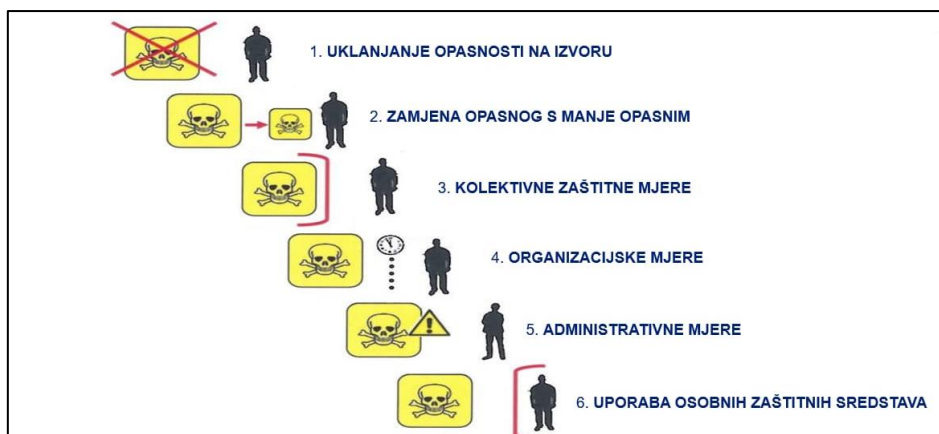 1. UKLANJANJE OPASNOSTI NA IZVORU
2. ZAMJENA OPASNOG S MANJE OPASNIM
3. KOLEKTIVNE ZAŠTITNE MJERE
4. ORGANIZACIJSKE MJERE
5. ADMINISTRATIVNE MJERE
6. UPORABA OSOBNIH ZAŠTITNIH SREDSTAVA